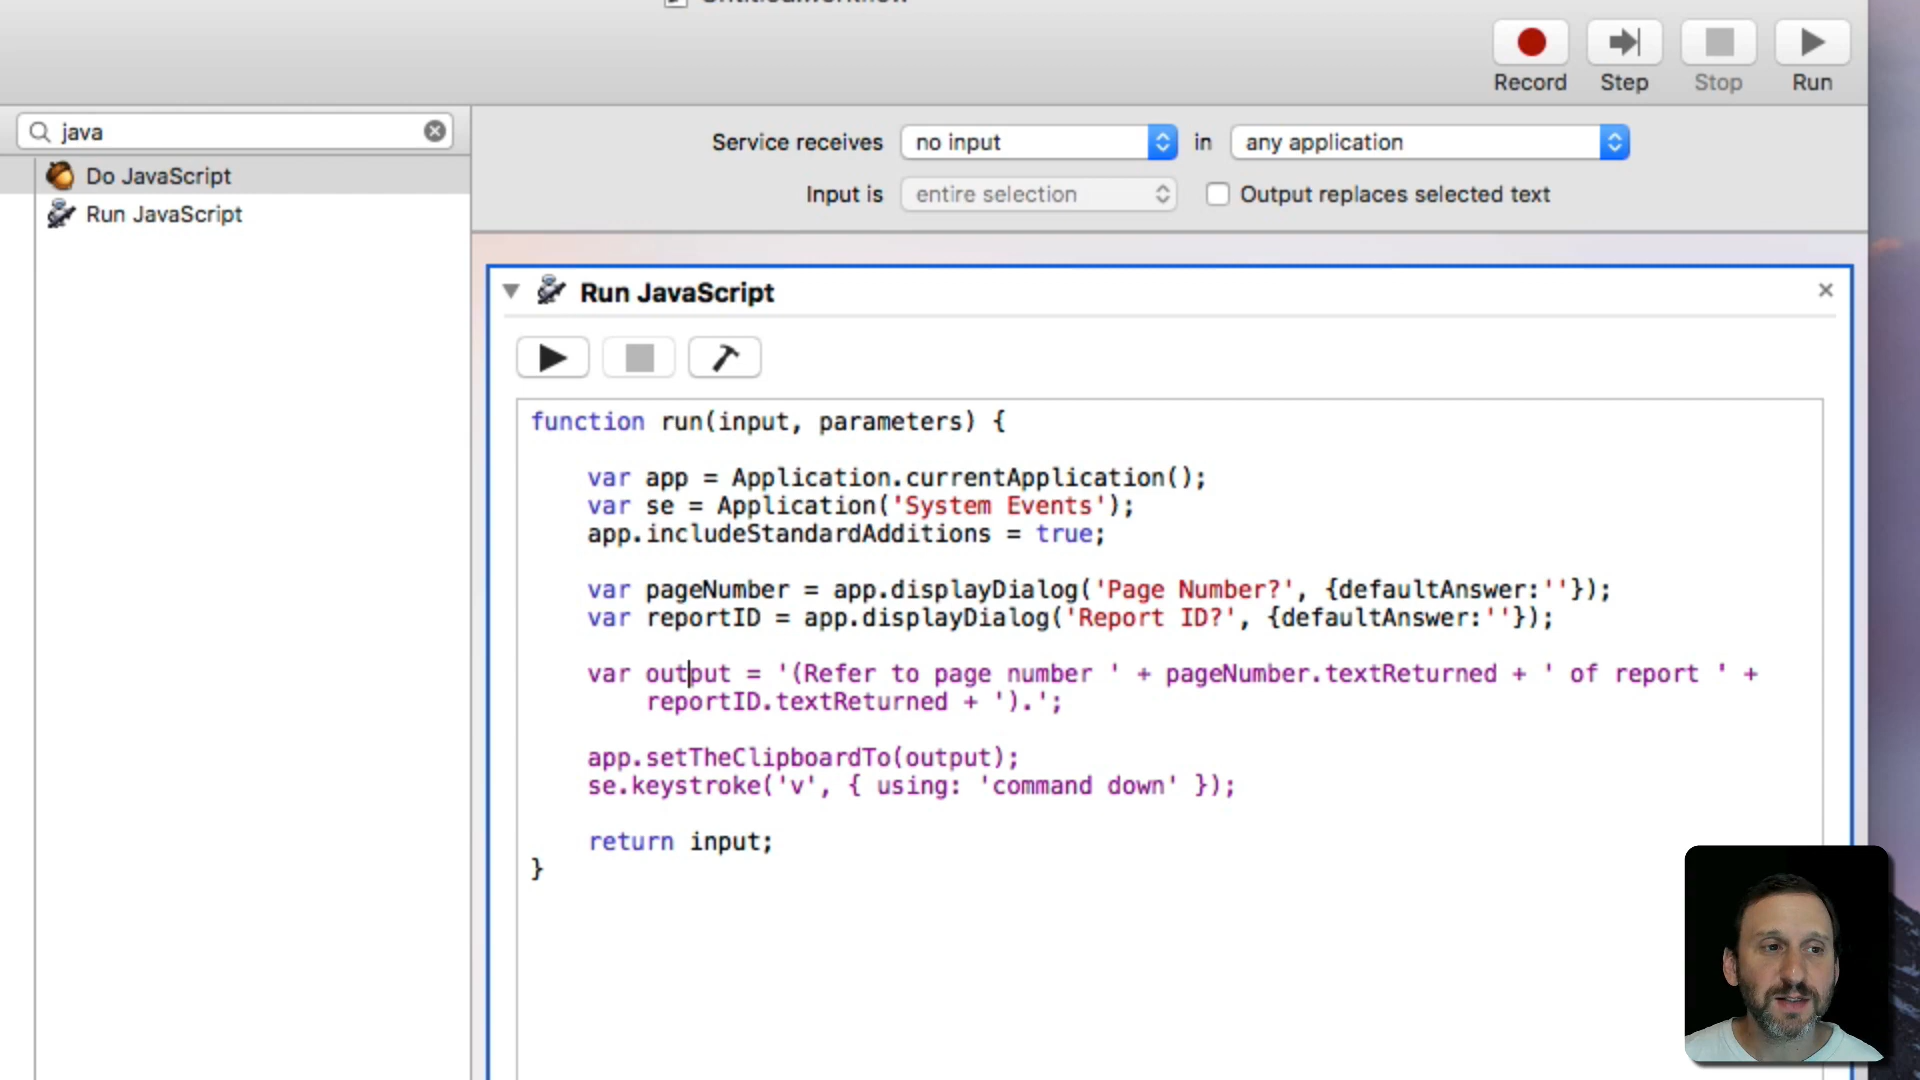 Untitled.workflow
Record Step Stop Run
java
Service receives no input in any application
Do JavaScript
Input is entire selection Output replaces selected text
Run JavaScript
Run JavaScript
function run(input, parameters) {
var app = Application.currentApplication();
var se = Application('System Events');
app.includeStandardAdditions = true;
var pageNumber = app.displayDialog('Page Number?', {defaultAnswer:''});
var reportID = app.displayDialog('Report ID?', {defaultAnswer:''});
var output = '(Refer to page number ' + pageNumber.textReturned + ' of report ' +
reportID.textReturned + ').';
app.setTheClipboardTo(output);
se.keystroke('v', { using: 'command down' });
return input;
}